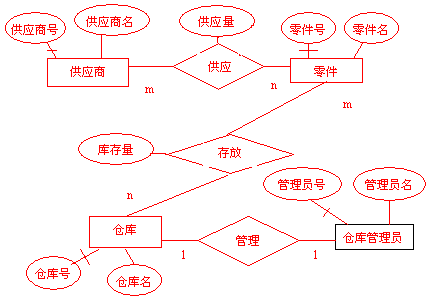 供应商号
供应商名
供应量
零件号
零件名
供应商
供应
零件
m
n
m
库存量
存放
管理员号
管理员名
n
仓库
管理
仓库管理员
1
1
仓库号
仓库名